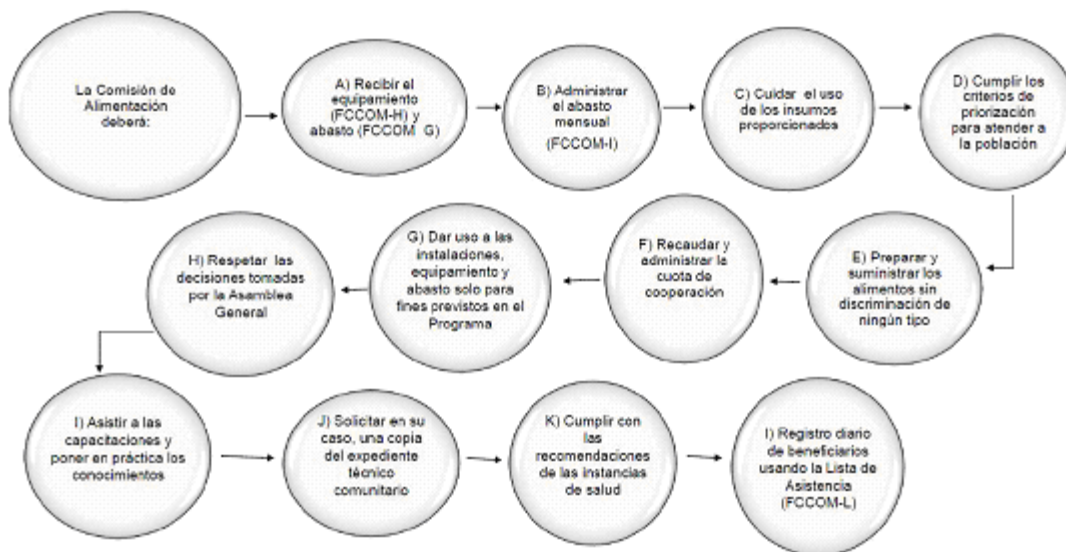 La Comisión de
Alimentación
deberá:
A) Recibir el
equipamiento
(FCCOM-H) y
abasto (FCCOM G)
B) Administrar
el abasto
mensual
(FCCOM-I)
C) Cuidar el uso
de los insumos
proporcionados
D) Cumplir los
criterios de
priorización
para atender a
la población
E) Preparar y
suministrar los
alimentos sin
discriminación de
ningún tipo
F) Recaudar y
administrar la
cuota de
cooperación
G) Dar uso a las
instalaciones,
equipamiento y
abasto solo para
fines previstos en el
Programa
H) Respetar las
decisiones tomadas
por la Asamblea
General
I) Asistir a las
capacitaciones y
poner en práctica los
conocimientos
J) Solicitar en su
caso, una copia
del expediente
técnico
comunitario
K) Cumplir con
las
recomendaciones
de las instancias
de salud
I) Registro diario
de beneficiarios
usando la Lista de
Asistencia
(FCCOM-L)